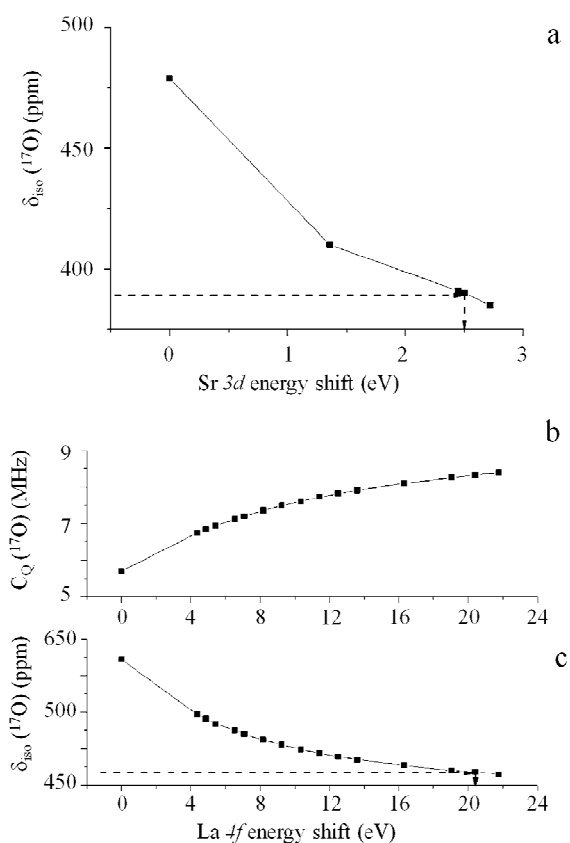 a
500
450
400
δiso (17O) (ppm)
0 1 2 3
Sr 3d energy shift (eV)
b
9
7
5
CQ (17O) (MHz)
0 4 8 12 16 20 24
c
650
500
450
δiso (17O) (ppm)
0 4 8 12 16 20 24
La 4f energy shift (eV)